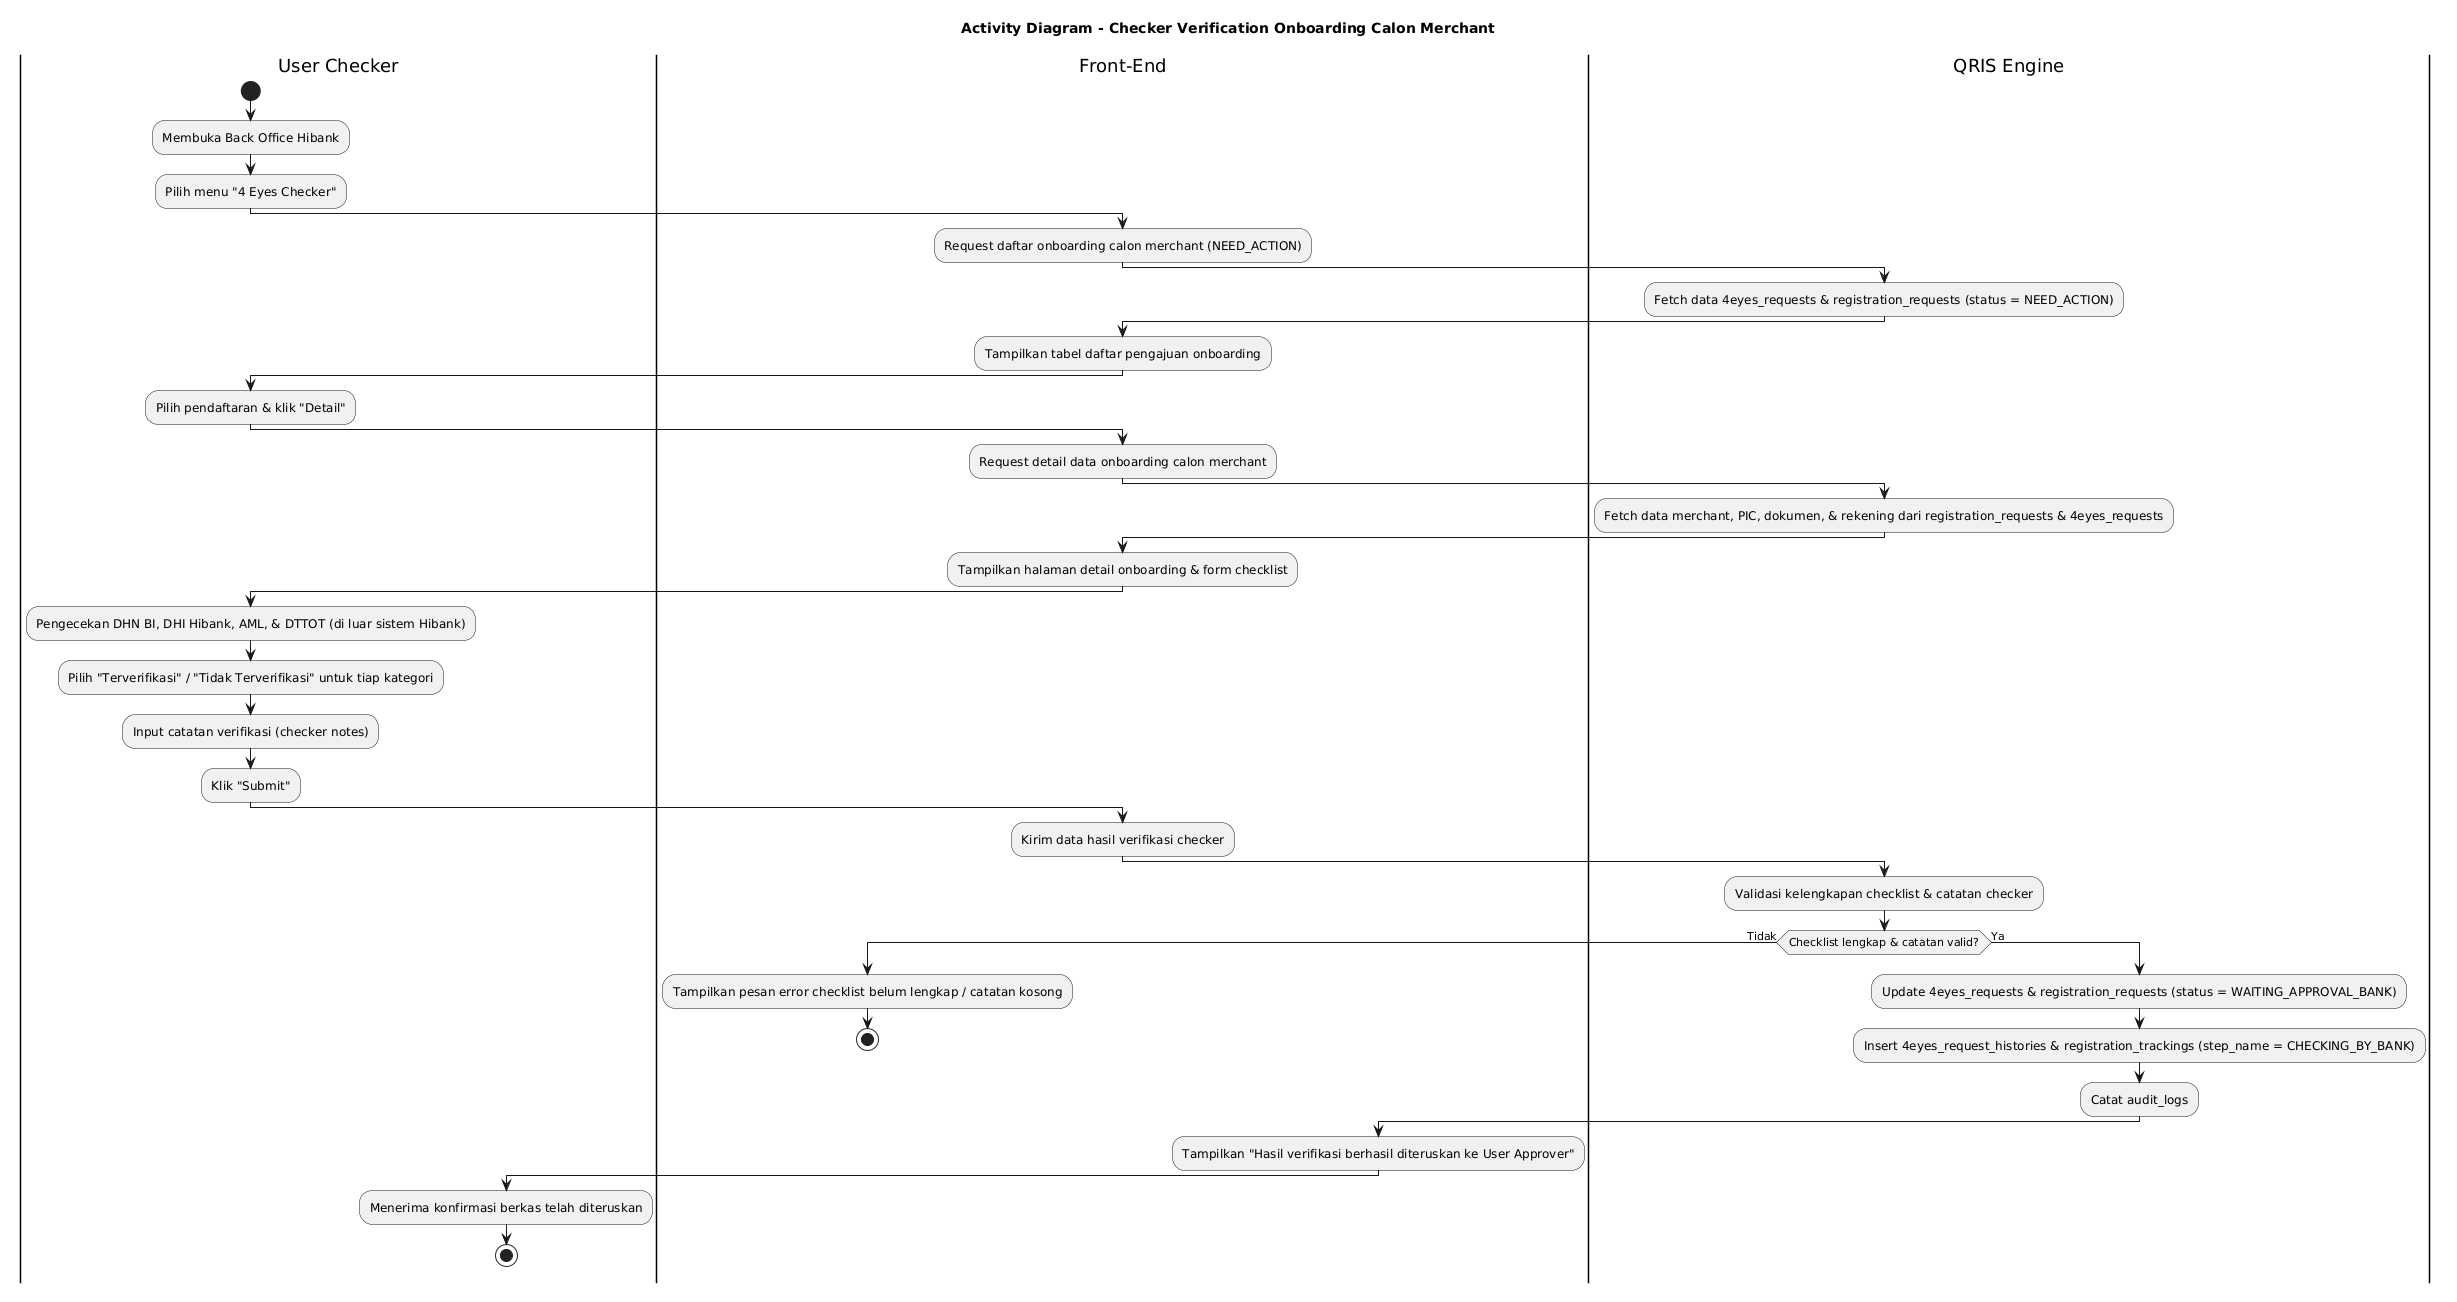 Activity Diagram - Checker Verification Onboarding Calon Merchant
User Checker
Front-End
QRIS Engine
Membuka Back Office Hibank
Pilih menu "4 Eyes Checker"
Request daftar onboarding calon merchant (NEED_ACTION)
Fetch data 4eyes_requests & registration_requests (status = NEED_ACTION)
Tampilkan tabel daftar pengajuan onboarding
Pilih pendaftaran & klik "Detail"
Request detail data onboarding calon merchant
Fetch data merchant, PIC, dokumen, & rekening dari registration_requests & 4eyes_requests
Tampilkan halaman detail onboarding & form checklist
Pengecekan DHN BI, DHI Hibank, AML, & DTTOT (di luar sistem Hibank)
Pilih "Terverifikasi" / "Tidak Terverifikasi" untuk tiap kategori
Input catatan verifikasi (checker notes)
Klik "Submit"
Kirim data hasil verifikasi checker
Validasi kelengkapan checklist & catatan checker
Tidak
Checklist lengkap & catatan valid?
Ya
Tampilkan pesan error checklist belum lengkap / catatan kosong
Update 4eyes_requests & registration_requests (status = WAITING_APPROVAL_BANK)
Insert 4eyes_request_histories & registration_trackings (step_name = CHECKING_BY_BANK)
Catat audit_logs
Tampilkan "Hasil verifikasi berhasil diteruskan ke User Approver"
Menerima konfirmasi berkas telah diteruskan